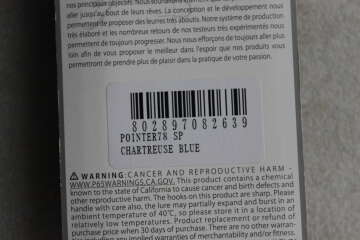 nos principaux objectifs. Nous souhaitons
aller jusqu'au bout de leurs rêves. La conception et le développement nous
permettent de proposer des leurres très aboutis. Notre système de production
très élaboré et les nombreux retours de nos testeurs très expérimentés nous
permettent de toujours progresser. Nous nous efforçons de toujours aller plus
loin afin de vous proposer le meilleur dans l'espoir que nos produits vous
permettront de prendre plus de plaisir dans la pratique de votre passion.
802897082639
POINTER78 SP
CHARTREUSE BLUE
⚠ WARNING:CANCER AND REPRODUCTIVE HARM -
WWW.P65WARNINGS.CA.GOV. This product contains a chemical
known to the state of California to cause cancer and birth defects and
other reproductive harm. The hooks on this product are sharp. Please
handle with care also, the lure may partially expand and burst in an
ambient temperature of 40℃, so please store it in a location of
relatively low temperatures. Product replacement or refund of
purchase price when 30 days of purchase. There are no other warran-
including any implied warranties of merchantability and/or fitness